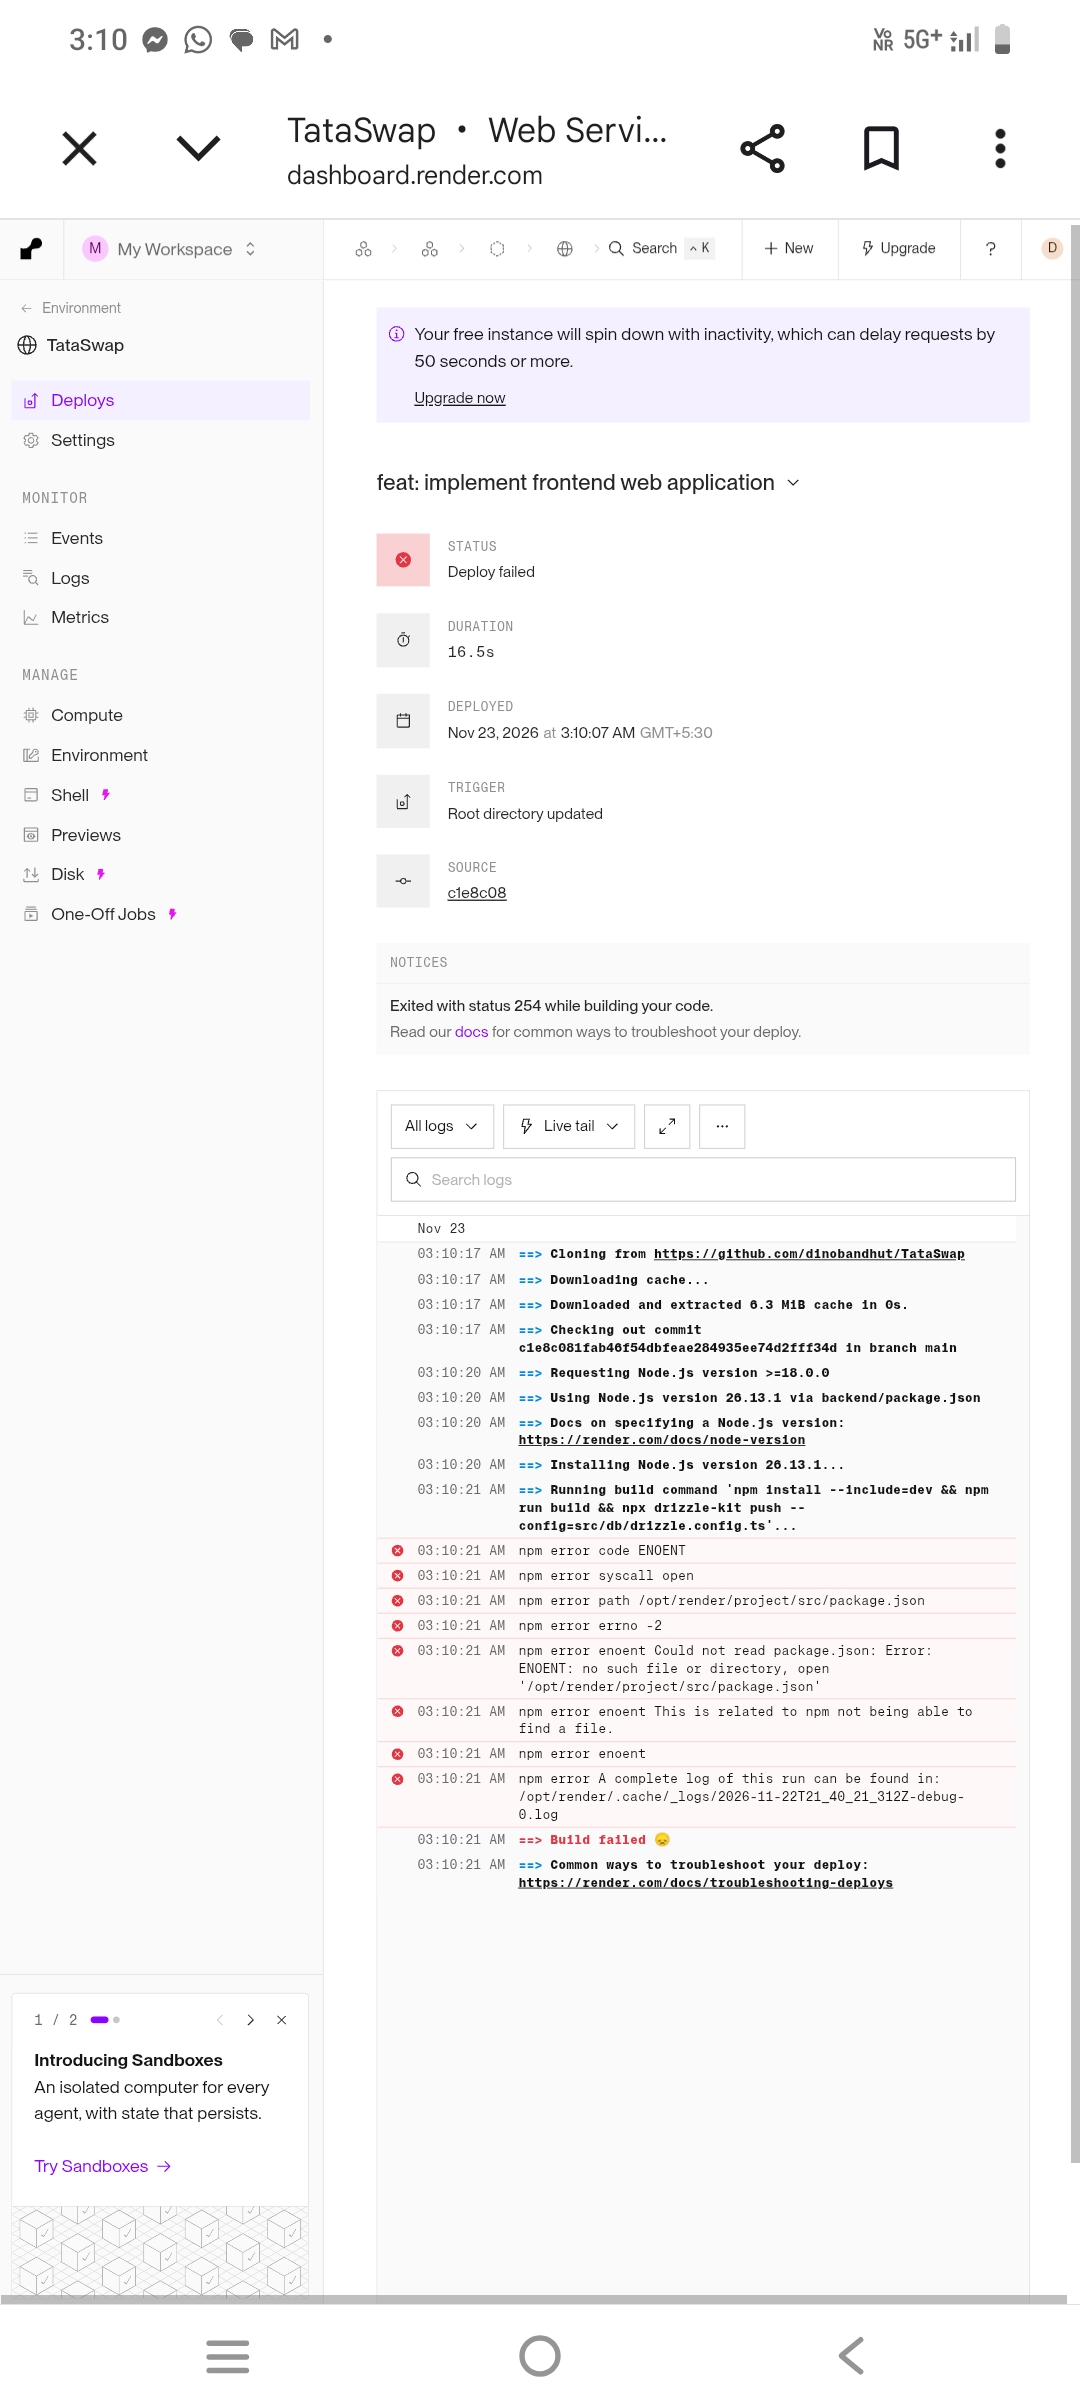 3:10
Vo NR 5G+
TataSwap • Web Servi...
dashboard.render.com
M My Workspace
Search ^ K
New
Upgrade
?
D
← Environment
TataSwap
Deploys
Settings
MONITOR
Events
Logs
Metrics
MANAGE
Compute
Environment
Shell
Previews
Disk
One-Off Jobs
Your free instance will spin down with inactivity, which can delay requests by
50 seconds or more.
Upgrade now
feat: implement frontend web application
STATUS
Deploy failed
DURATION
16.5s
DEPLOYED
Nov 23, 2026 at 3:10:07 AM GMT+5:30
TRIGGER
Root directory updated
SOURCE
c1e8c08
NOTICES
Exited with status 254 while building your code.
Read our docs for common ways to troubleshoot your deploy.
All logs
Live tail
...
Search logs
Nov 23
03:10:17 AM ==> Cloning from https://github.com/dinobandhut/TataSwap
03:10:17 AM ==> Downloading cache...
03:10:17 AM ==> Downloaded and extracted 6.3 MiB cache in 0s.
03:10:17 AM ==> Checking out commit
c1e8c081fab46f54dbfeae284935ee74d2fff34d in branch main
03:10:20 AM ==> Requesting Node.js version >=18.0.0
03:10:20 AM ==> Using Node.js version 26.13.1 via backend/package.json
03:10:20 AM ==> Docs on specifying a Node.js version:
https://render.com/docs/node-version
03:10:20 AM ==> Installing Node.js version 26.13.1...
03:10:21 AM ==> Running build command 'npm install --include=dev && npm
run build && npx drizzle-kit push --
config=src/db/drizzle.config.ts'...
03:10:21 AM npm error code ENOENT
03:10:21 AM npm error syscall open
03:10:21 AM npm error path /opt/render/project/src/package.json
03:10:21 AM npm error errno -2
03:10:21 AM npm error enoent Could not read package.json: Error:
ENOENT: no such file or directory, open
'/opt/render/project/src/package.json'
03:10:21 AM npm error enoent This is related to npm not being able to
find a file.
03:10:21 AM npm error enoent
03:10:21 AM npm error A complete log of this run can be found in:
/opt/render/.cache/_logs/2026-11-22T21_40_21_312Z-debug-
0.log
03:10:21 AM ==> Build failed 😞
03:10:21 AM ==> Common ways to troubleshoot your deploy:
https://render.com/docs/troubleshooting-deploys
1 / 2
Introducing Sandboxes
An isolated computer for every
agent, with state that persists.
Try Sandboxes →